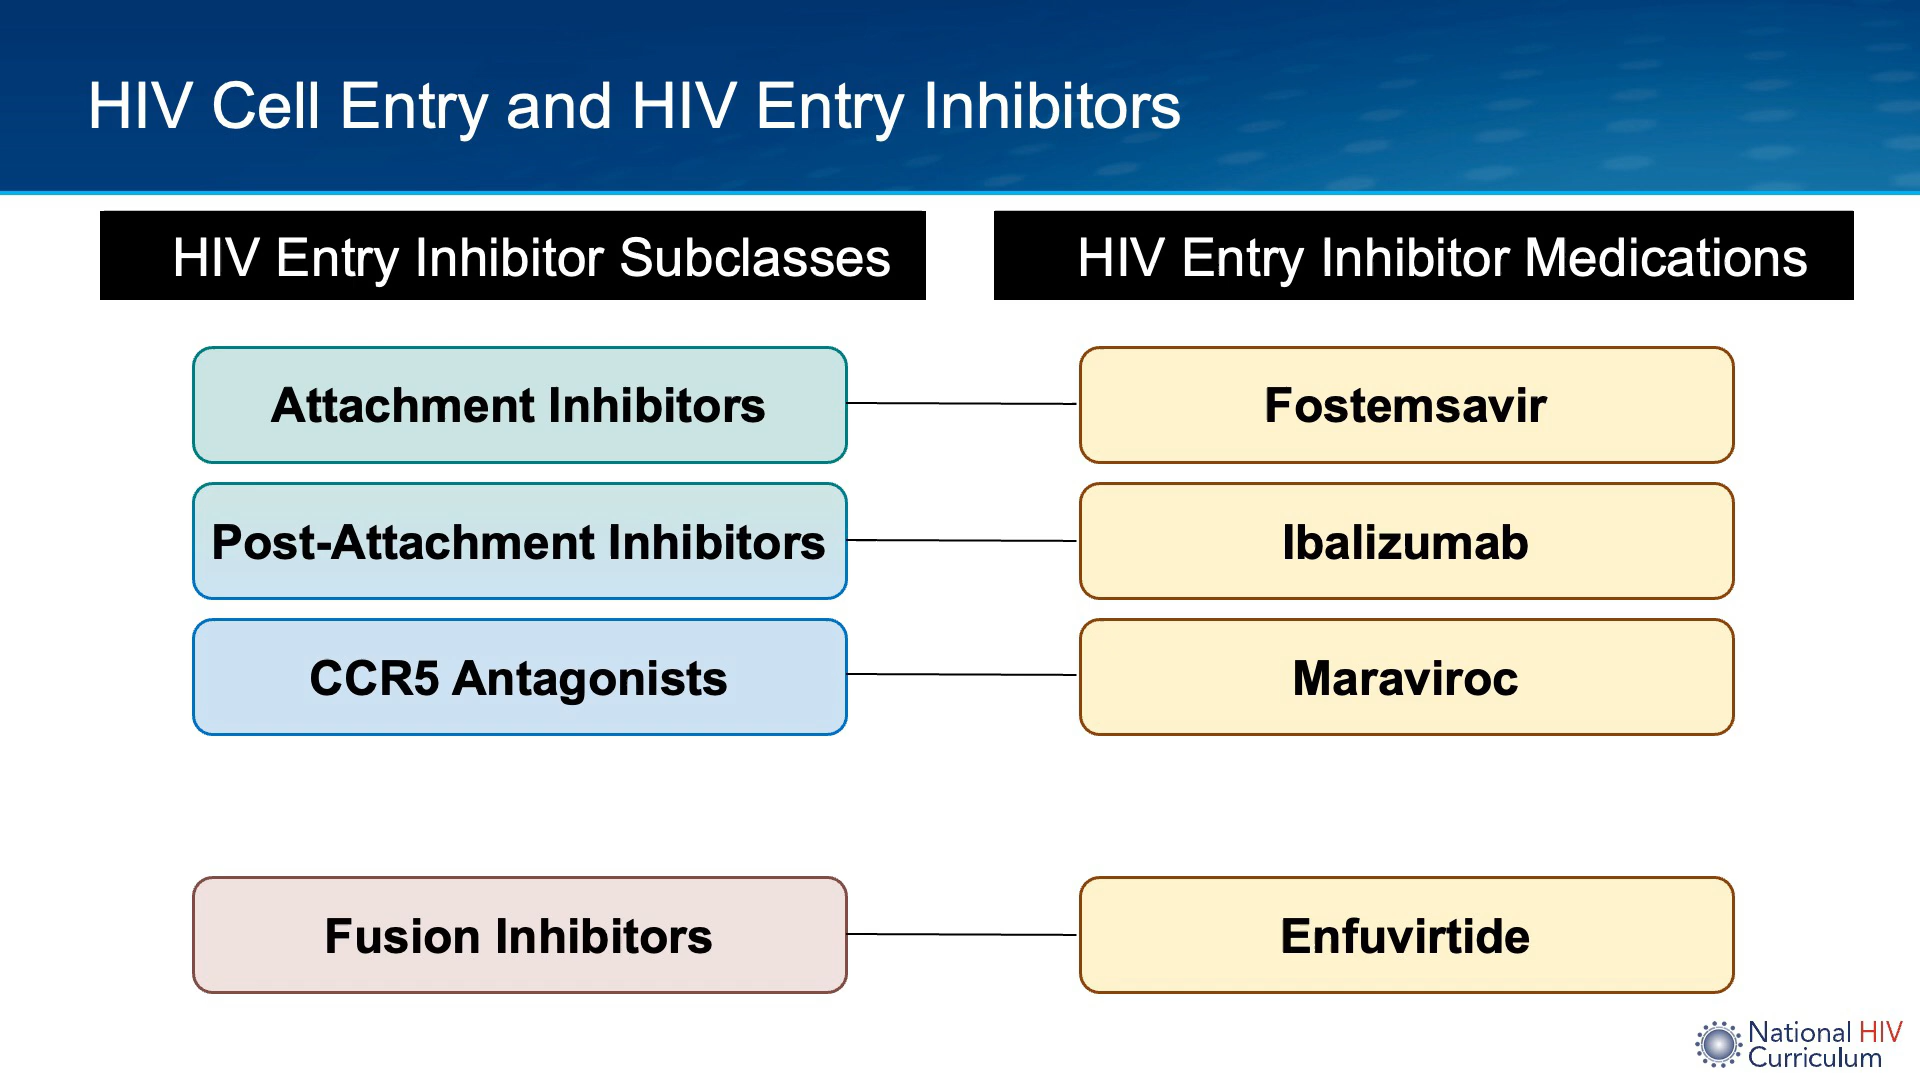 HIV Cell Entry and HIV Entry Inhibitors
HIV Entry Inhibitor Subclasses
HIV Entry Inhibitor Medications
Attachment Inhibitors
Fostemsavir
Post-Attachment Inhibitors
Ibalizumab
CCR5 Antagonists
Maraviroc
Fusion Inhibitors
Enfuvirtide
National HIV
Curriculum